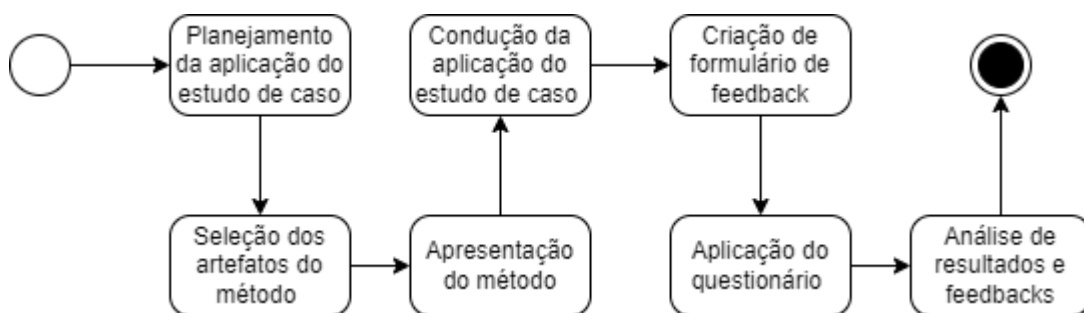 Planejamento
da aplicação do
estudo de caso
Seleção dos
artefatos do
método
Apresentação
do método
Condução da
aplicação do
estudo de caso
Criação de
formulário de
feedback
Aplicação do
questionário
Análise de
resultados e
feedbacks